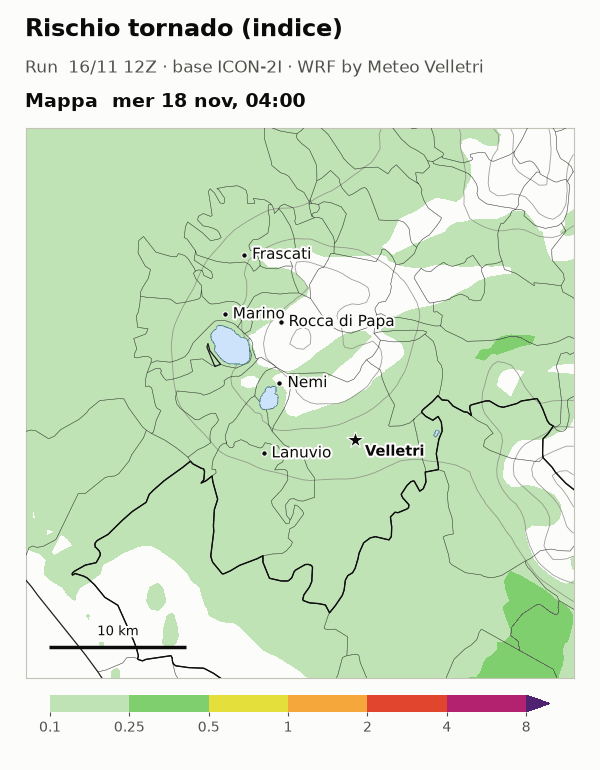 Rischio tornado (indice)
Run  16/11 12Z · base ICON-2I · WRF by Meteo Velletri
Mappa  mer 18 nov, 04:00
Frascati
Marino
Rocca di Papa
Nemi
Lanuvio
Velletri
10 km
0.1 0.25 0.5 1 2 4 8